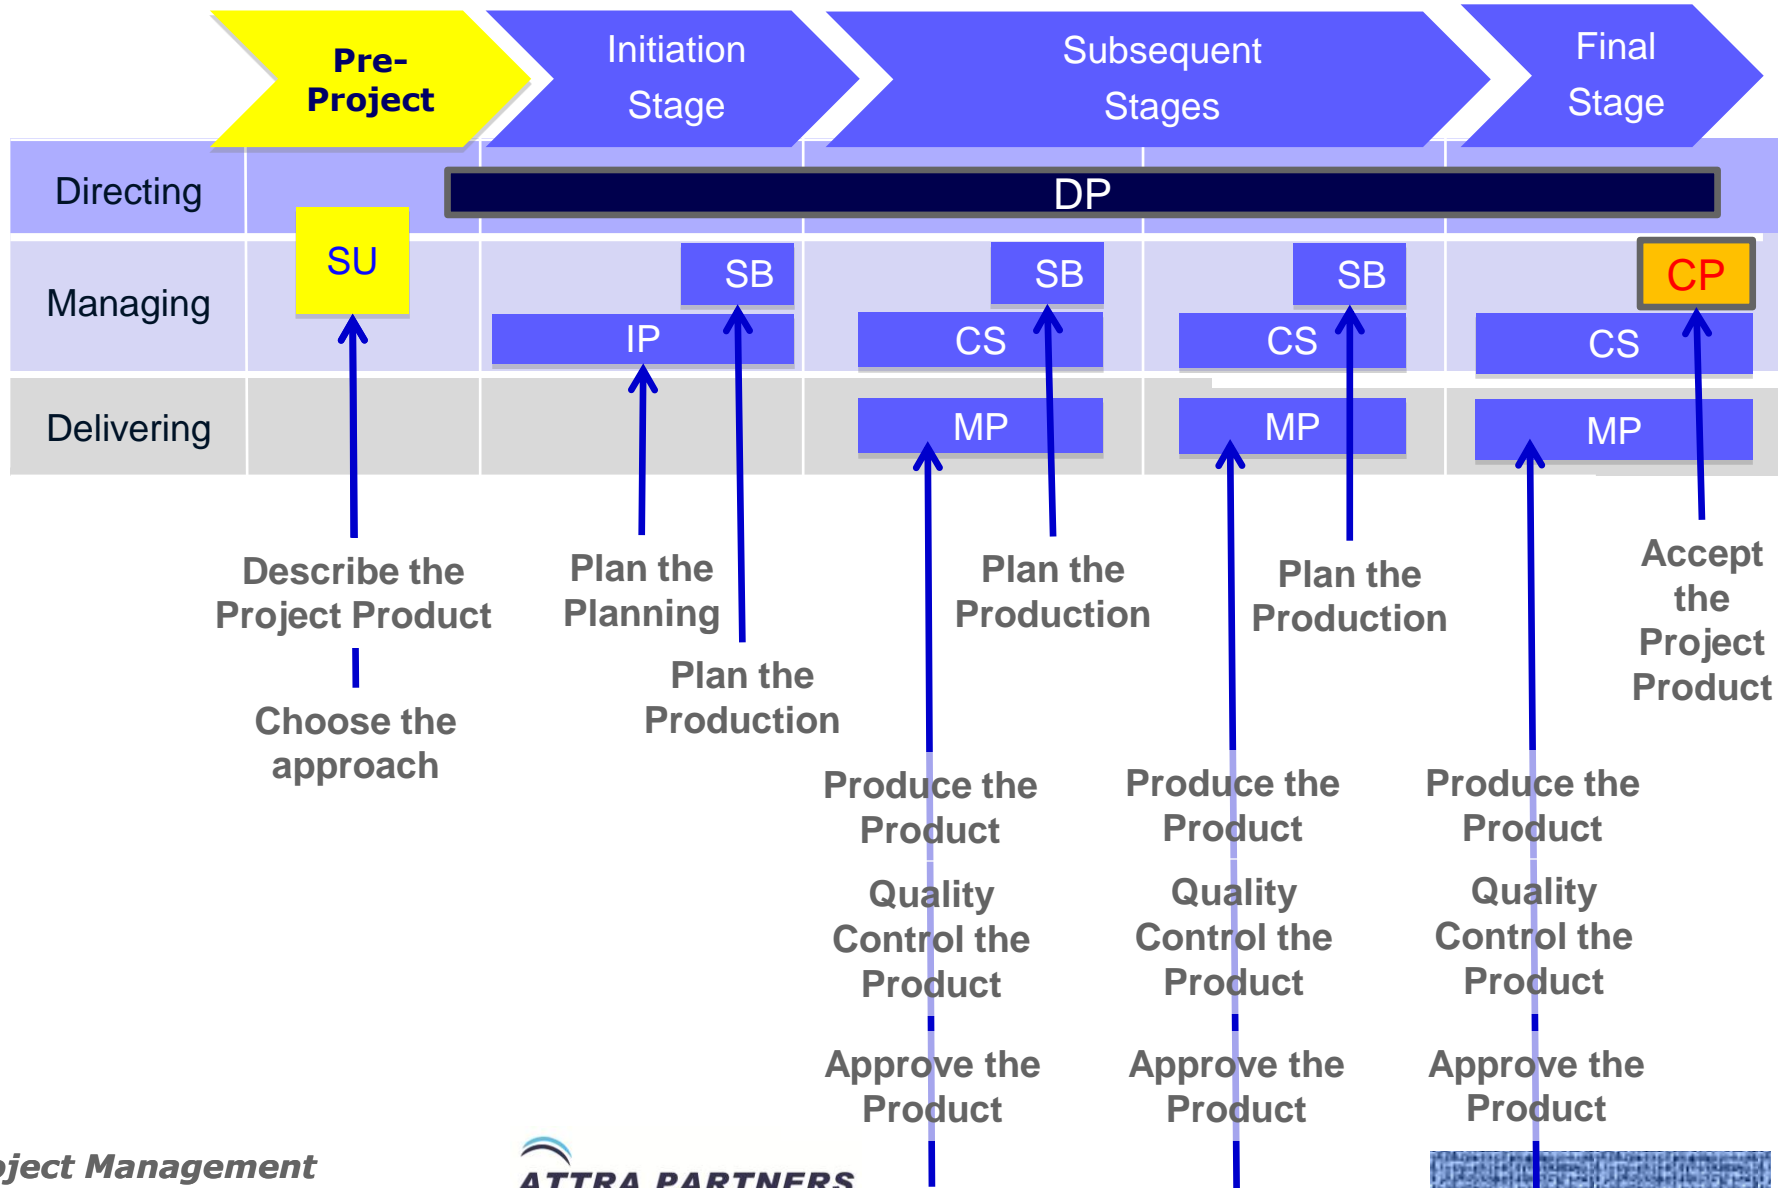 Pre-
Project
Initiation
Stage
Subsequent
Stages
Final
Stage
Directing
DP
SU
SB
SB
SB
CP
Managing
IP
CS
CS
CS
Delivering
MP
MP
MP
Describe the
Project Product
Choose the
approach
Plan the
Planning
Plan the
Production
Plan the
Production
Plan the
Production
Accept
the
Project
Product
Produce the
Product
Quality
Control the
Product
Approve the
Product
Produce the
Product
Quality
Control the
Product
Approve the
Product
Produce the
Product
Quality
Control the
Product
Approve the
Product
oject Management
ATTRA PARTNERS